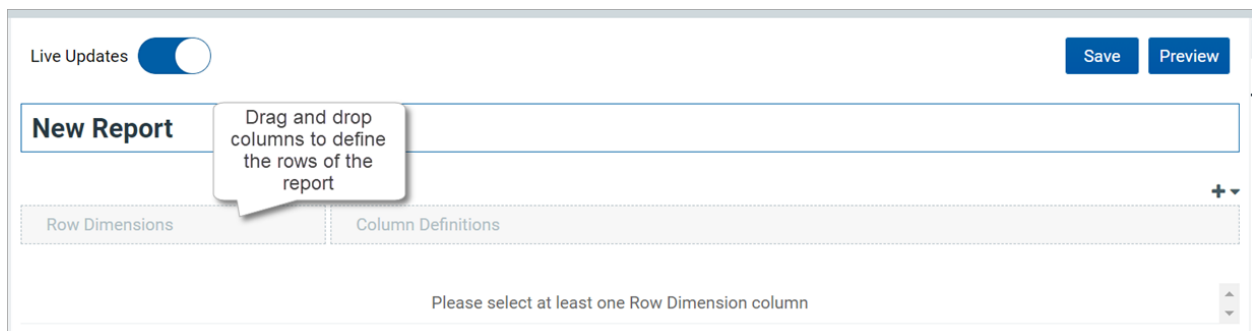 Live Updates
Save
Preview
New Report
Drag and drop
columns to define
the rows of the
report
Row Dimensions
Column Definitions
Please select at least one Row Dimension column